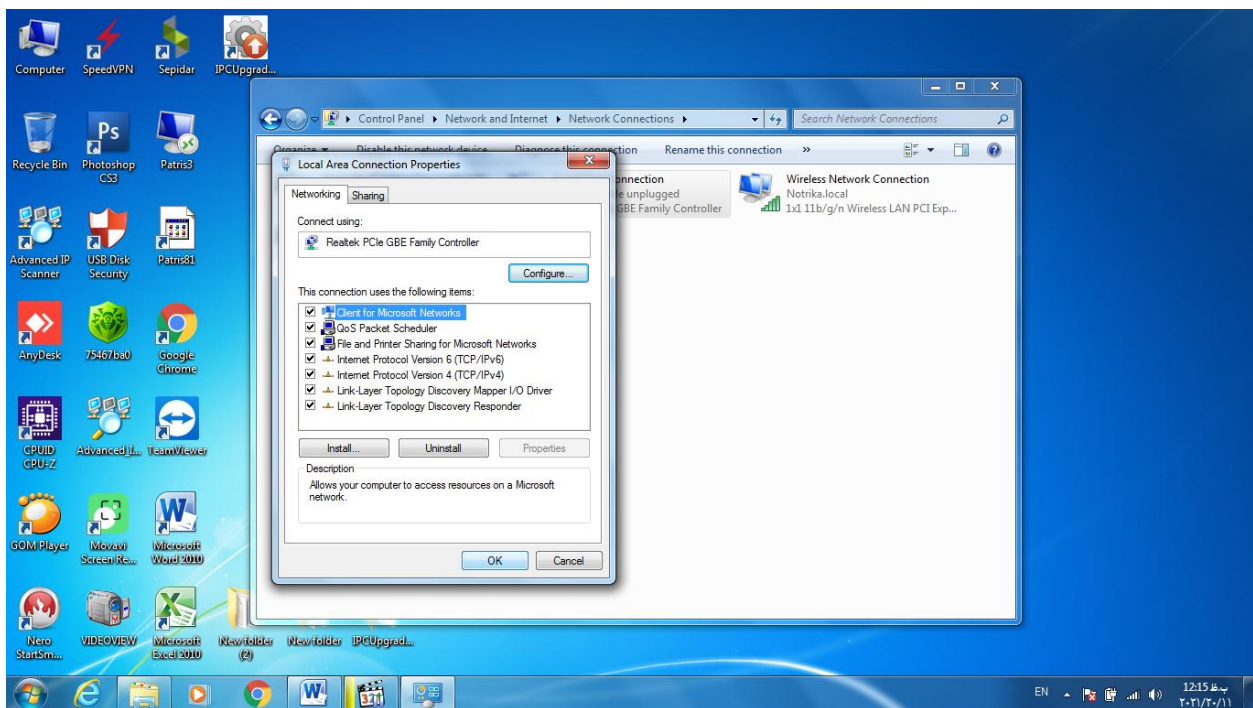 Computer
SpeedVPN
Sepidar
IPCUpgrad...
Recycle Bin
Ps
Photoshop
CS3
Patris3
Advanced IP
Scanner
USB Disk
Security
Patris81
AnyDesk
75467ba0
Google
Chrome
CPUID
CPU-Z
TeamViewer
GOM Player
Movavi
Screen Re...
Microsoft
Word 2010
Nero
StartSm...
VIDEOVIEW
Microsoft
Excel 2010
New folder
(2)
New folder
IPCUpgrad...
Control Panel Network and Internet Network Connections
Search Network Connections
Organize Disable this network device Diagnose this connection Rename this connection »
Wireless Network Connection
Notrika.local
1x1 11b/g/n Wireless LAN PCI Exp...
onnection
le unplugged
GBE Family Controller
Local Area Connection Properties
Networking
Sharing
Connect using:
Realtek PCIe GBE Family Controller
Configure...
This connection uses the following items:
Client for Microsoft Networks
QoS Packet Scheduler
File and Printer Sharing for Microsoft Networks
Internet Protocol Version 6 (TCP/IPv6)
Internet Protocol Version 4 (TCP/IPv4)
Link-Layer Topology Discovery Mapper I/O Driver
Link-Layer Topology Discovery Responder
Install...
Uninstall
Properties
Description
Allows your computer to access resources on a Microsoft
network.
OK
Cancel
W
321
EN
12:15 ب.ظ
۲۰۲۱/۲۰/۱۱